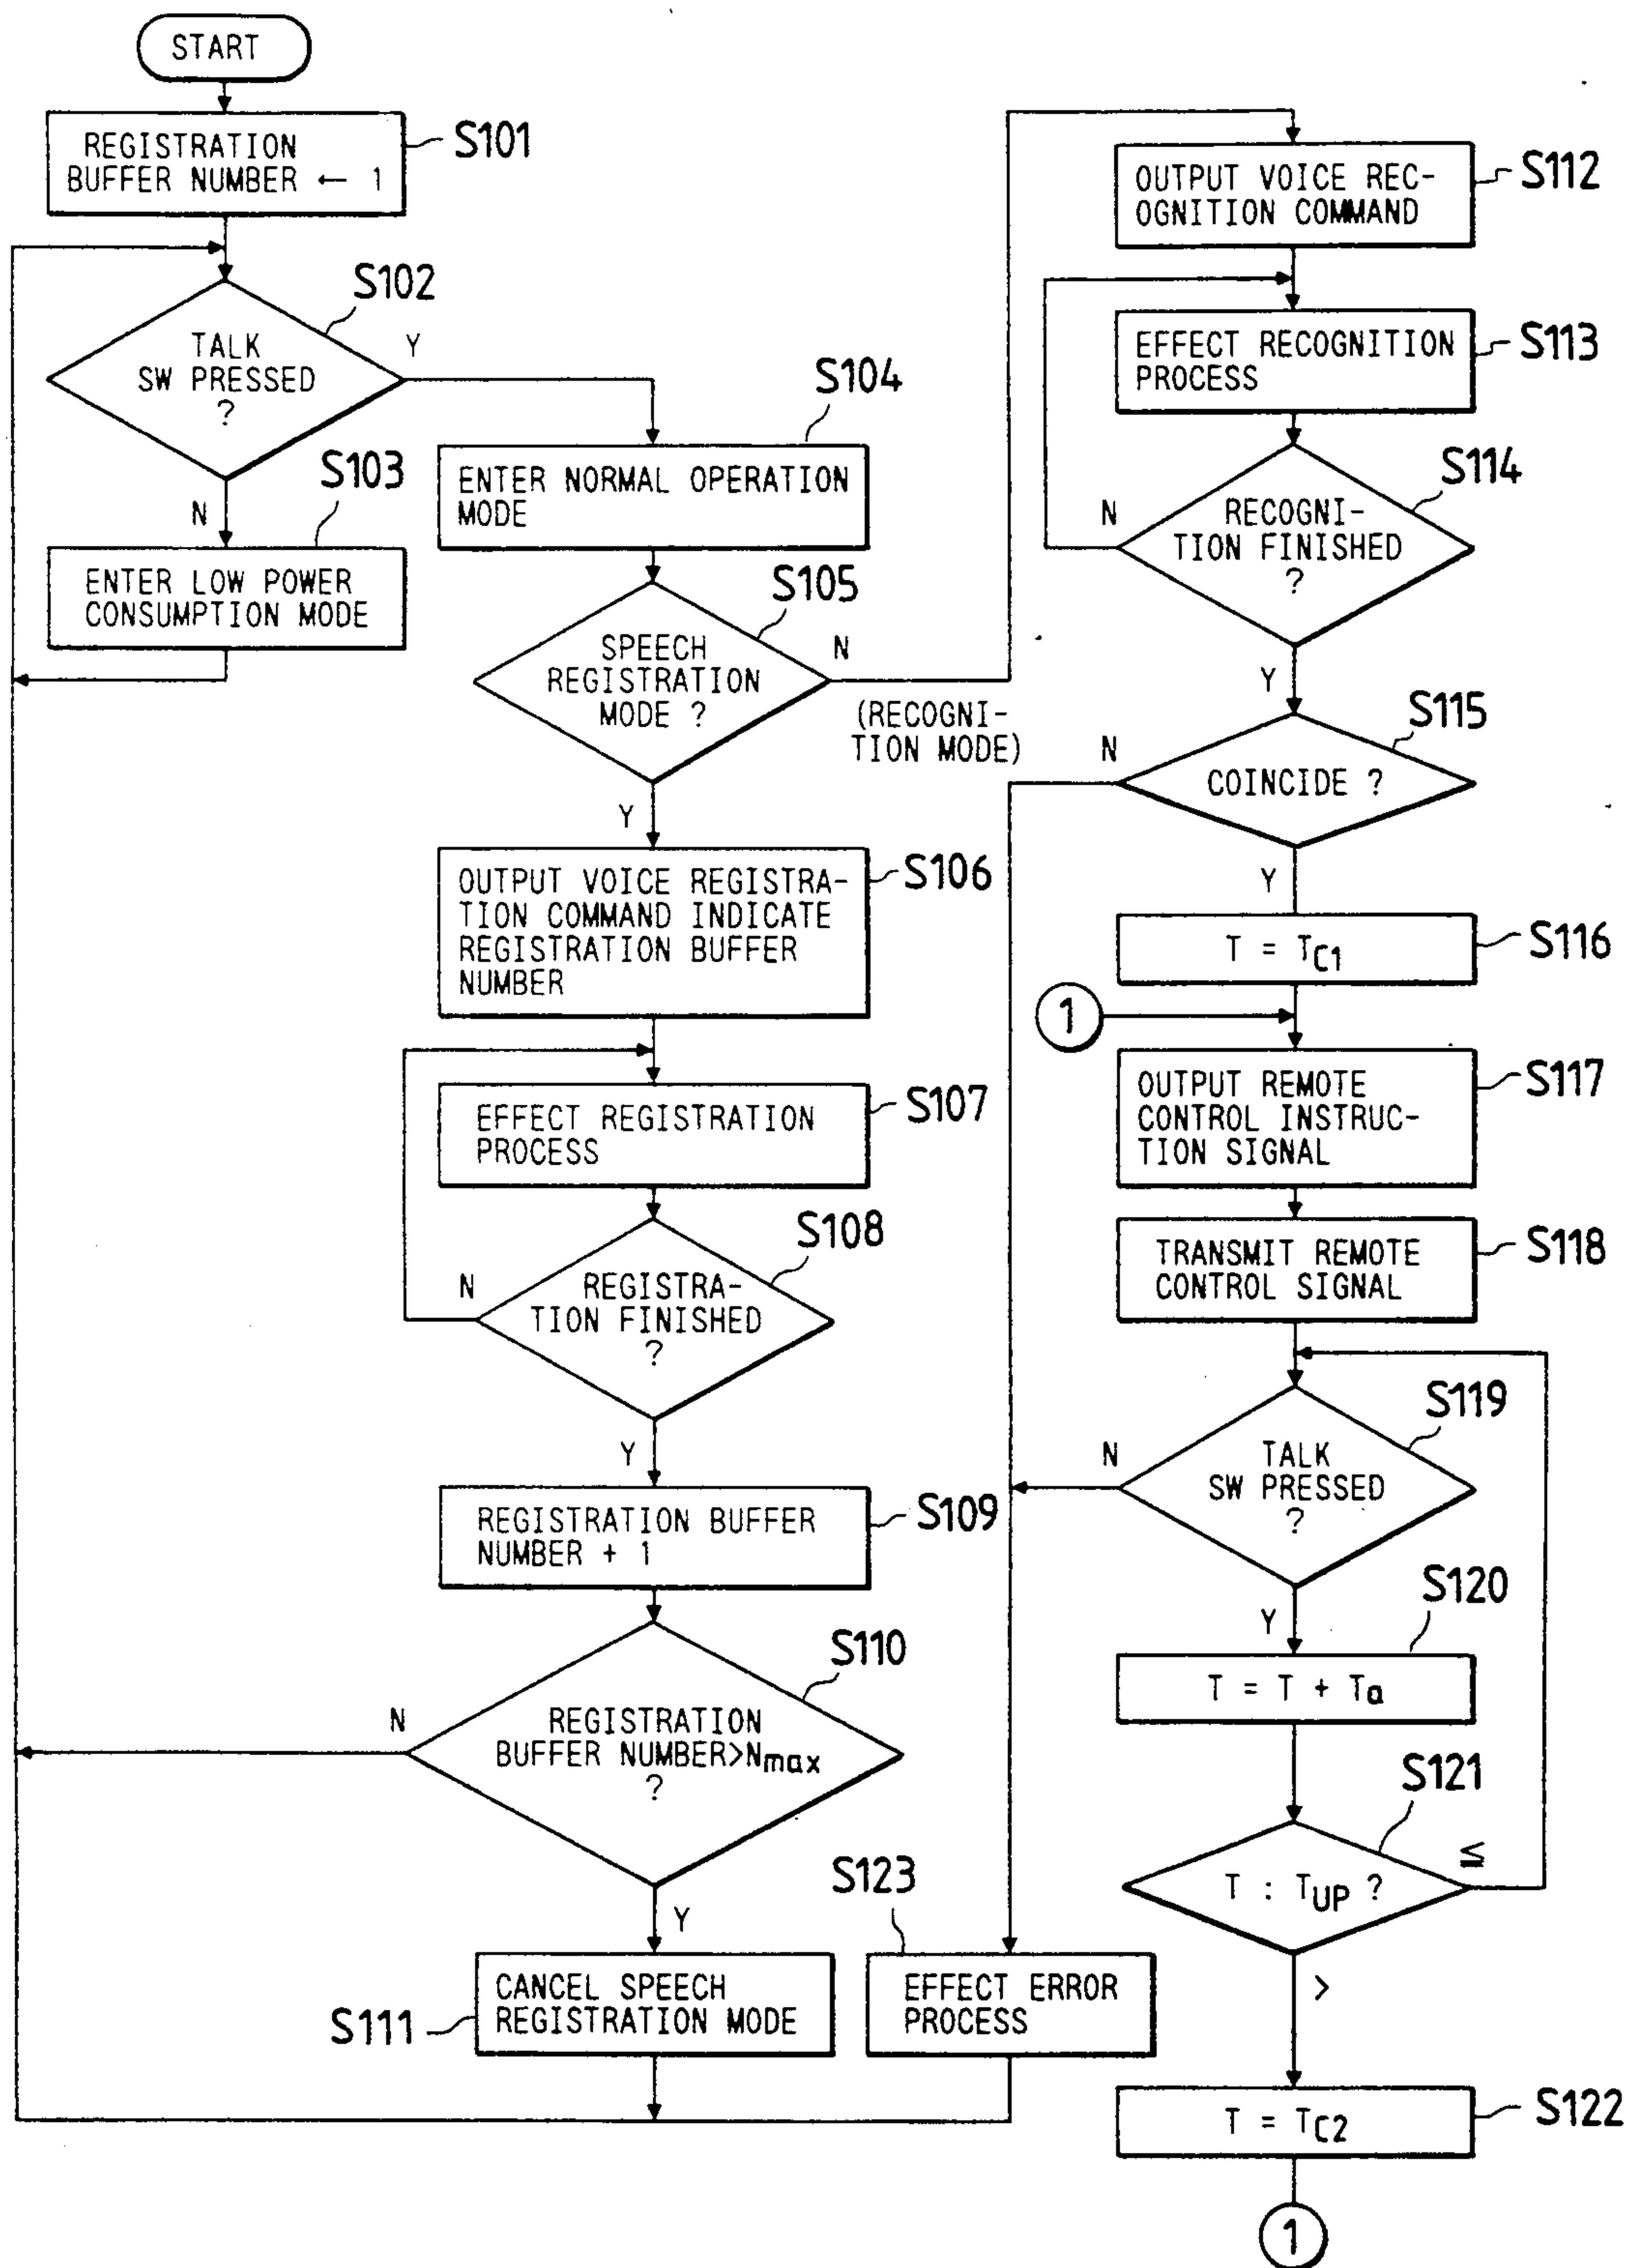 START
REGISTRATION
BUFFER NUMBER ← 1
S101
S102
TALK
SW PRESSED
?
Y
N
S103
ENTER LOW POWER
CONSUMPTION MODE
S104
ENTER NORMAL OPERATION
MODE
S105
SPEECH
REGISTRATION
MODE ?
N
(RECOGNI-
TION MODE)
Y
S106
OUTPUT VOICE REGISTRA-
TION COMMAND INDICATE
REGISTRATION BUFFER
NUMBER
S107
EFFECT REGISTRATION
PROCESS
S108
REGISTRA-
TION FINISHED
?
N
Y
S109
REGISTRATION BUFFER
NUMBER + 1
S110
REGISTRATION
BUFFER NUMBER>Nmax
?
N
Y
S111
CANCEL SPEECH
REGISTRATION MODE
S123
EFFECT ERROR
PROCESS
S112
OUTPUT VOICE REC-
OGNITION COMMAND
S113
EFFECT RECOGNITION
PROCESS
S114
RECOGNI-
TION FINISHED
?
N
Y
S115
COINCIDE ?
N
Y
S116
T = TC1
1
S117
OUTPUT REMOTE
CONTROL INSTRUC-
TION SIGNAL
S118
TRANSMIT REMOTE
CONTROL SIGNAL
S119
TALK
SW PRESSED
?
N
Y
S120
T = T + Ta
S121
T : TUP ?
≦
>
S122
T = TC2
1